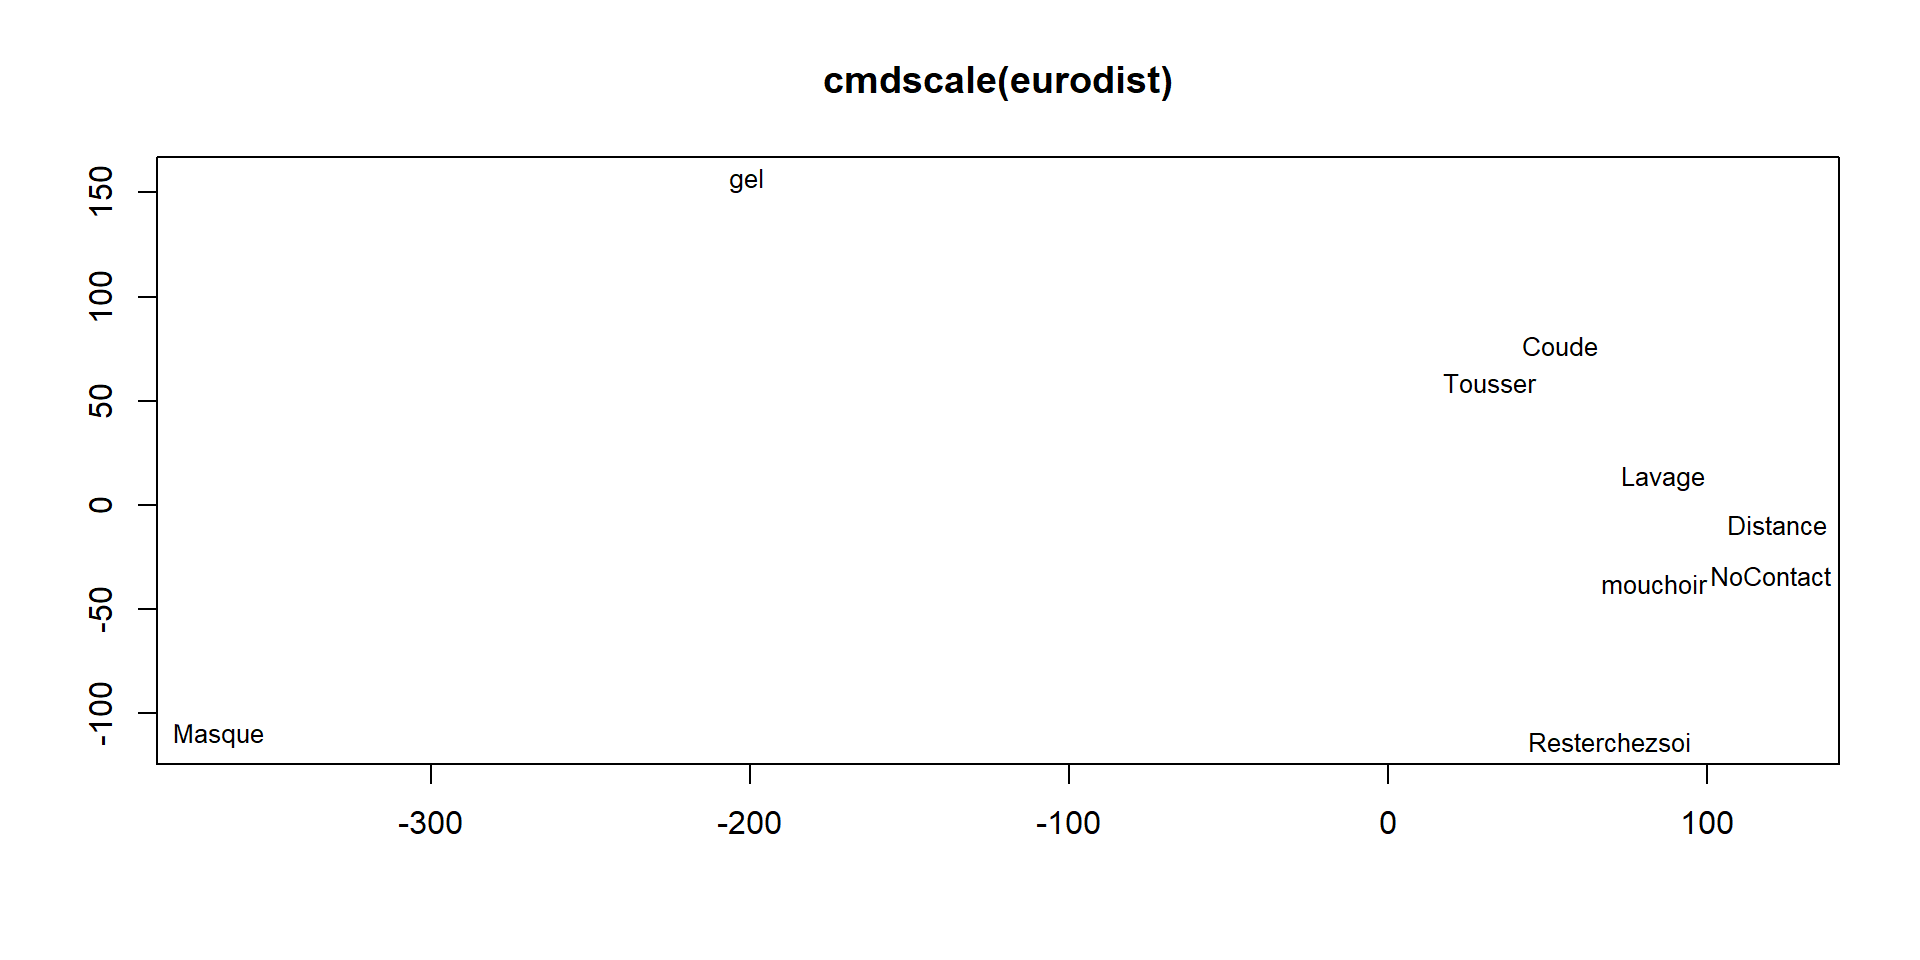 cmdscale(eurodist)
150
100
50
0
-50
-100
gel
Coude
Tousser
Lavage
Distance
NoContact
mouchoir
Masque
Resterchezsoi
-300 -200 -100 0 100